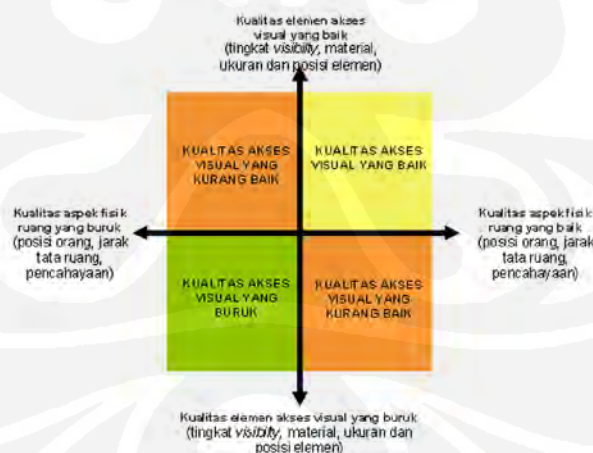 Kualitas elemen akses
visual yang baik
(tingkat visibility, material,
ukuran dan posisi elemen)
KUALITAS AKSES
VISUAL YANG
KURANG BAIK
KUALITAS AKSES
VISUAL YANG BAIK
Kualitas aspek fisik
ruang yang buruk
(posisi orang, jarak
tata ruang,
pencahayaan)
Kualitas aspek fisik
ruang yang baik
(posisi orang, jarak
tata ruang,
pencahayaan)
KUALITAS AKSES
VISUAL YANG
BURUK
KUALITAS AKSES
VISUAL YANG
KURANG BAIK
Kualitas elemen akses visual yang buruk
(tingkat visibility, material, ukuran dan
posisi elemen)